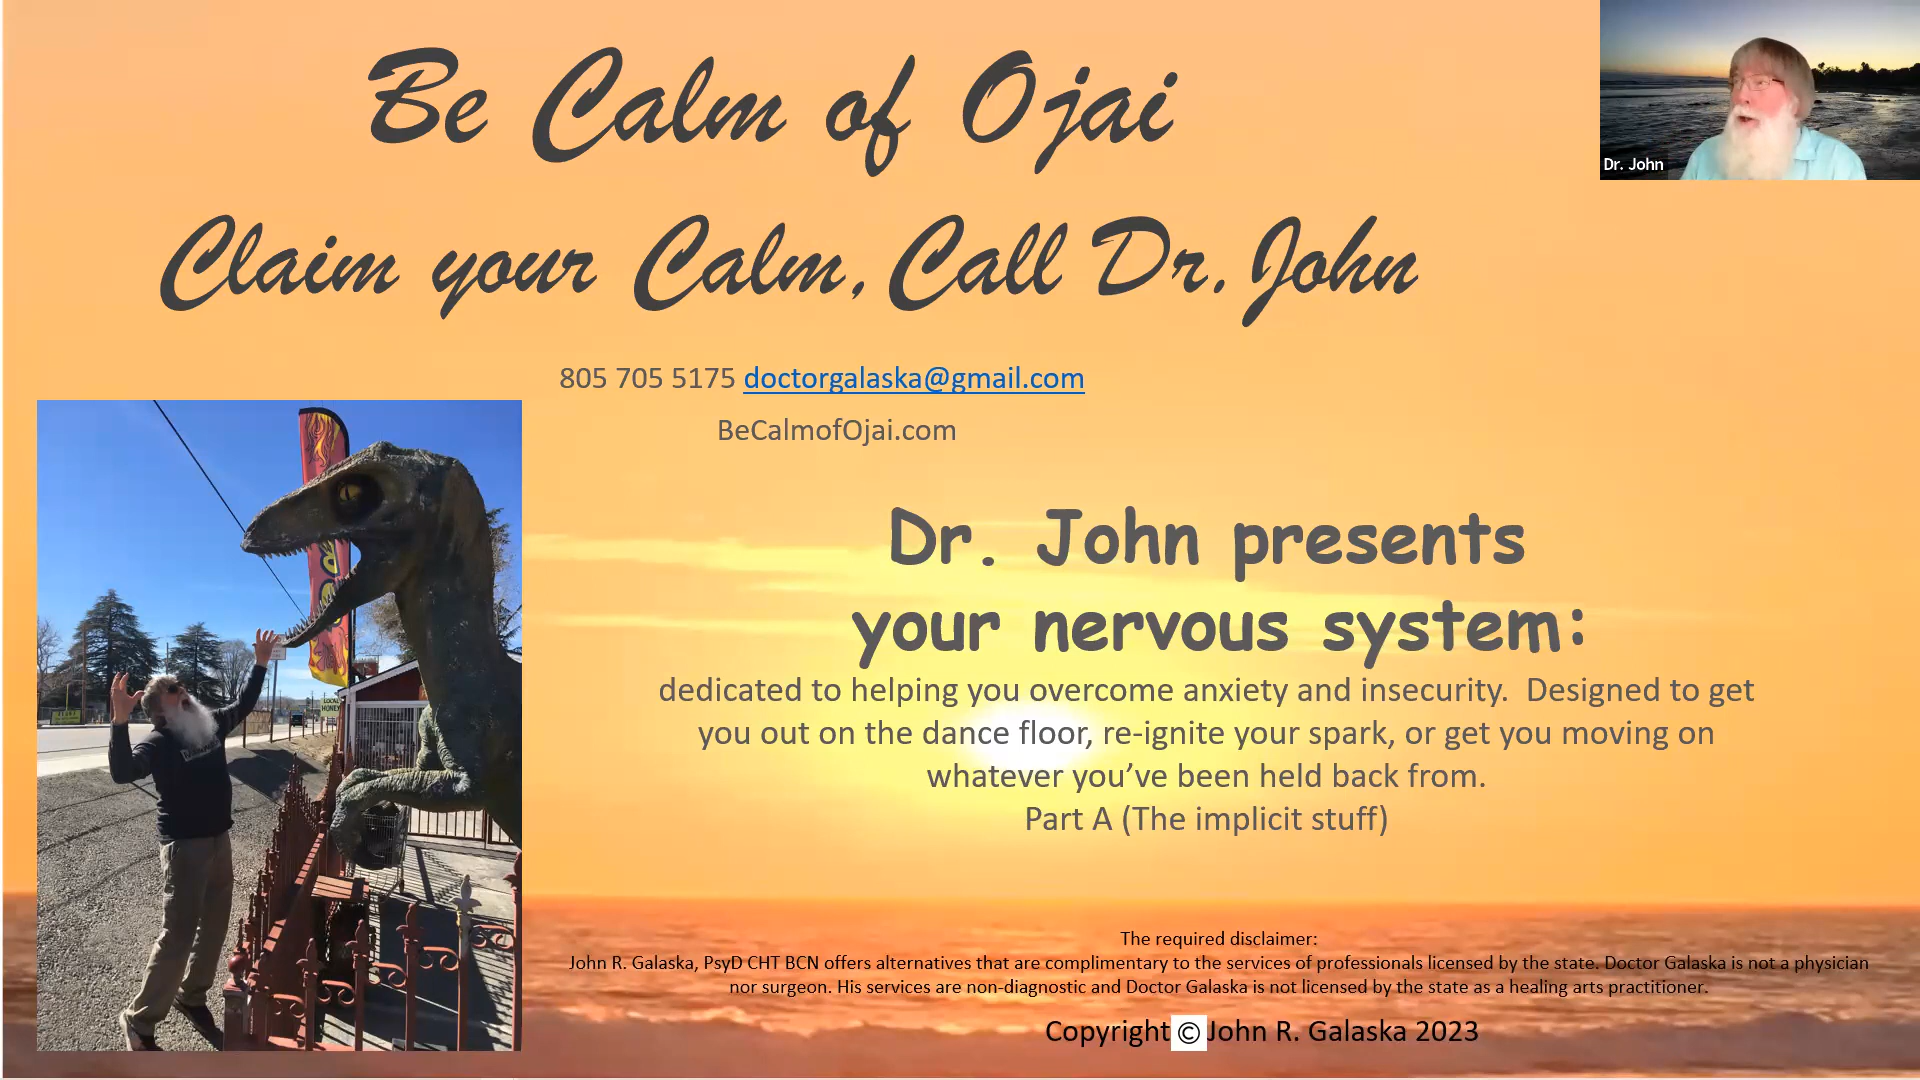 Be Calm of Ojai
Claim your Calm, Call Dr. John
Dr. John
805 705 5175 doctorgalaska@gmail.com
BeCalmofOjai.com
LOCAL
HONEY
Dr. John presents
your nervous system:
dedicated to helping you overcome anxiety and insecurity.  Designed to get
you out on the dance floor, re-ignite your spark, or get you moving on
whatever you’ve been held back from.
Part A (The implicit stuff)
The required disclaimer:
John R. Galaska, PsyD CHT BCN offers alternatives that are complimentary to the services of professionals licensed by the state. Doctor Galaska is not a physician
nor surgeon. His services are non-diagnostic and Doctor Galaska is not licensed by the state as a healing arts practitioner.
Copyright © John R. Galaska 2023